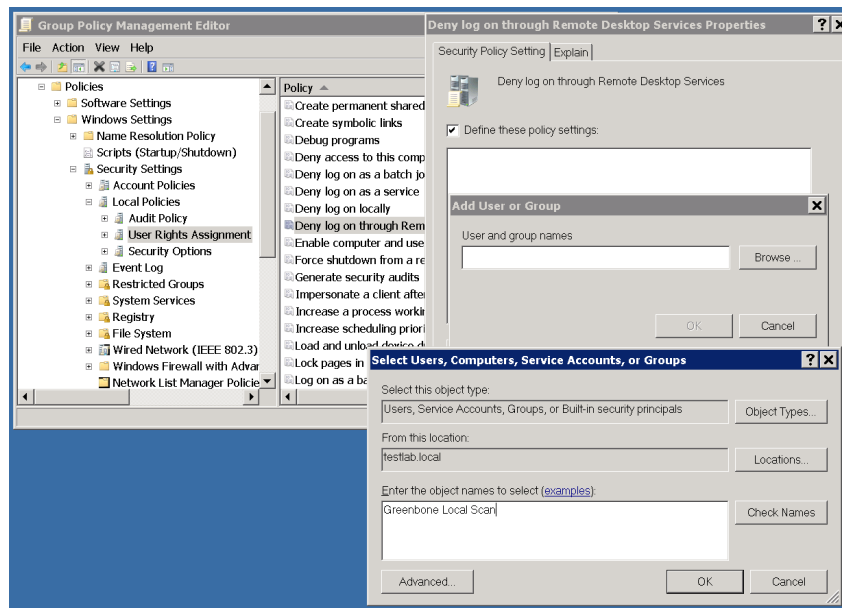 Group Policy Management Editor
File Action View Help
Policies
Software Settings
Windows Settings
Name Resolution Policy
Scripts (Startup/Shutdown)
Security Settings
Account Policies
Local Policies
Audit Policy
User Rights Assignment
Security Options
Event Log
Restricted Groups
System Services
Registry
File System
Wired Network (IEEE 802.3)
Windows Firewall with Advar
Network List Manager Policie
Policy
Create permanent shared
Create symbolic links
Debug programs
Deny access to this comp
Deny log on as a batch jo
Deny log on as a service
Deny log on locally
Deny log on through Rem
Enable computer and use
Force shutdown from a re
Generate security audits
Impersonate a client afte
Increase a process workin
Increase scheduling priori
Load and unload device d
Lock pages in
Log on as a ba
Deny log on through Remote Desktop Services Properties
Security Policy Setting Explain
Deny log on through Remote Desktop Services
Define these policy settings:
Add User or Group
User and group names
Browse ...
OK Cancel
Select Users, Computers, Service Accounts, or Groups
Select this object type:
Users, Service Accounts, Groups, or Built-in security principals
Object Types...
From this location:
testlab.local
Locations...
Enter the object names to select (examples):
Greenbone Local Scan
Check Names
Advanced...
OK Cancel